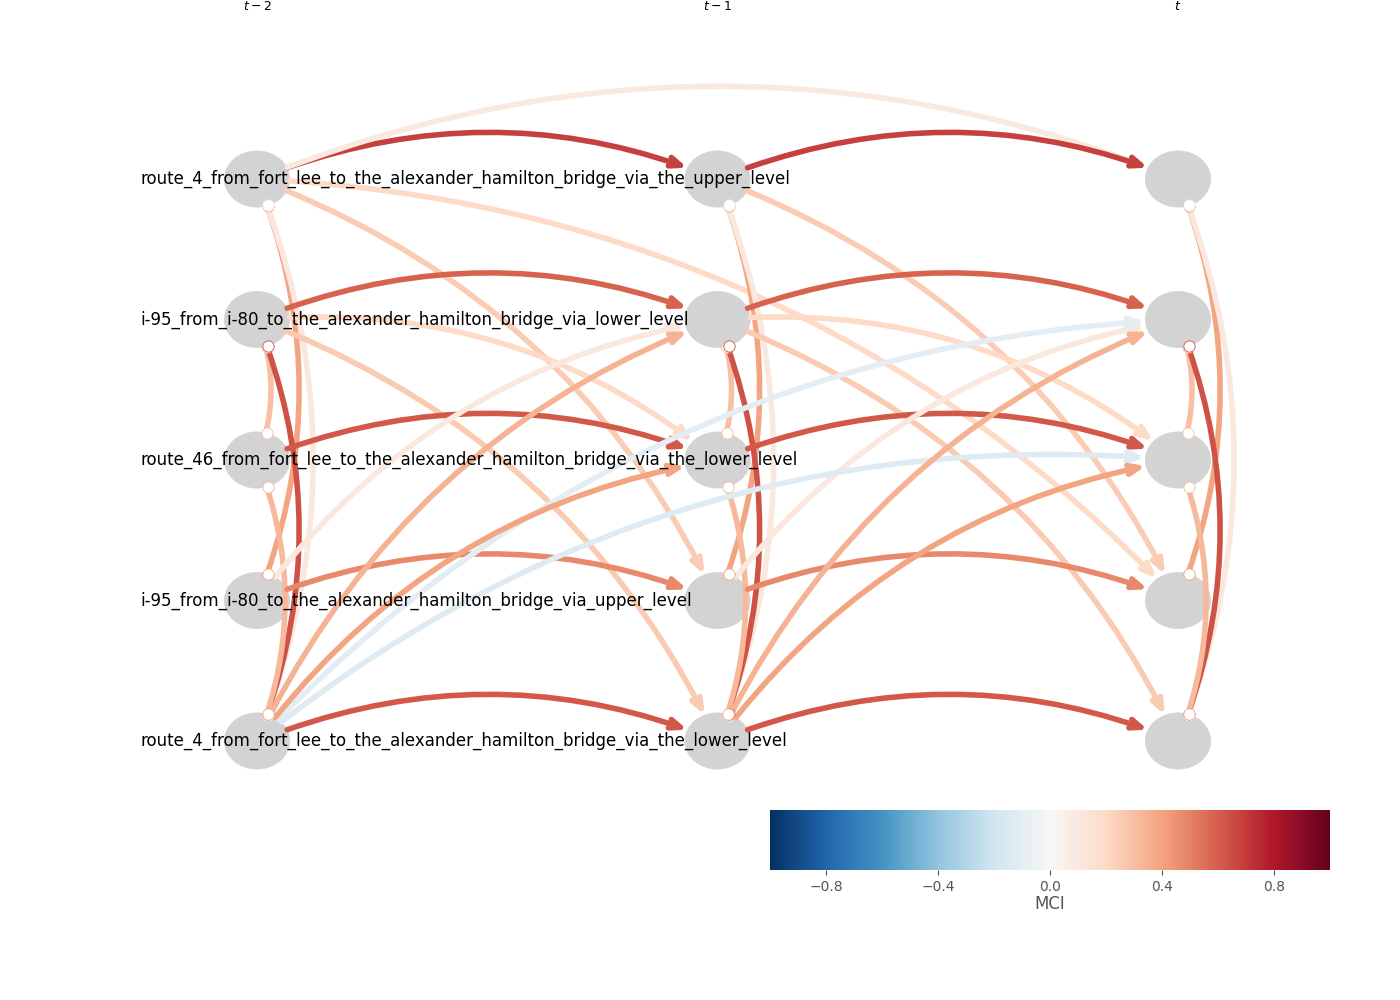 t − 2 t − 1 t
route_4_from_fort_lee_to_the_alexander_hamilton_bridge_via_the_upper_level
i-95_from_i-80_to_the_alexander_hamilton_bridge_via_lower_level
route_46_from_fort_lee_to_the_alexander_hamilton_bridge_via_the_lower_level
i-95_from_i-80_to_the_alexander_hamilton_bridge_via_upper_level
route_4_from_fort_lee_to_the_alexander_hamilton_bridge_via_the_lower_level
−0.8 −0.4 0.0 0.4 0.8
MCI